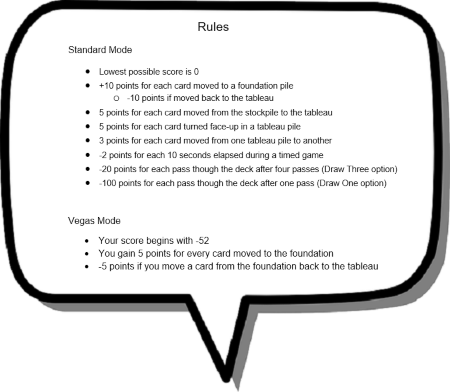 Rules
Standard Mode
• Lowest possible score is 0
• +10 points for each card moved to a foundation pile
o -10 points if moved back to the tableau
• 5 points for each card moved from the stockpile to the tableau
• 5 points for each card turned face-up in a tableau pile
• 3 points for each card moved from one tableau pile to another
• -2 points for each 10 seconds elapsed during a timed game
• -20 points for each pass though the deck after four passes (Draw Three option)
• -100 points for each pass though the deck after one pass (Draw One option)
Vegas Mode
• Your score begins with -52
• You gain 5 points for every card moved to the foundation
• -5 points if you move a card from the foundation back to the tableau